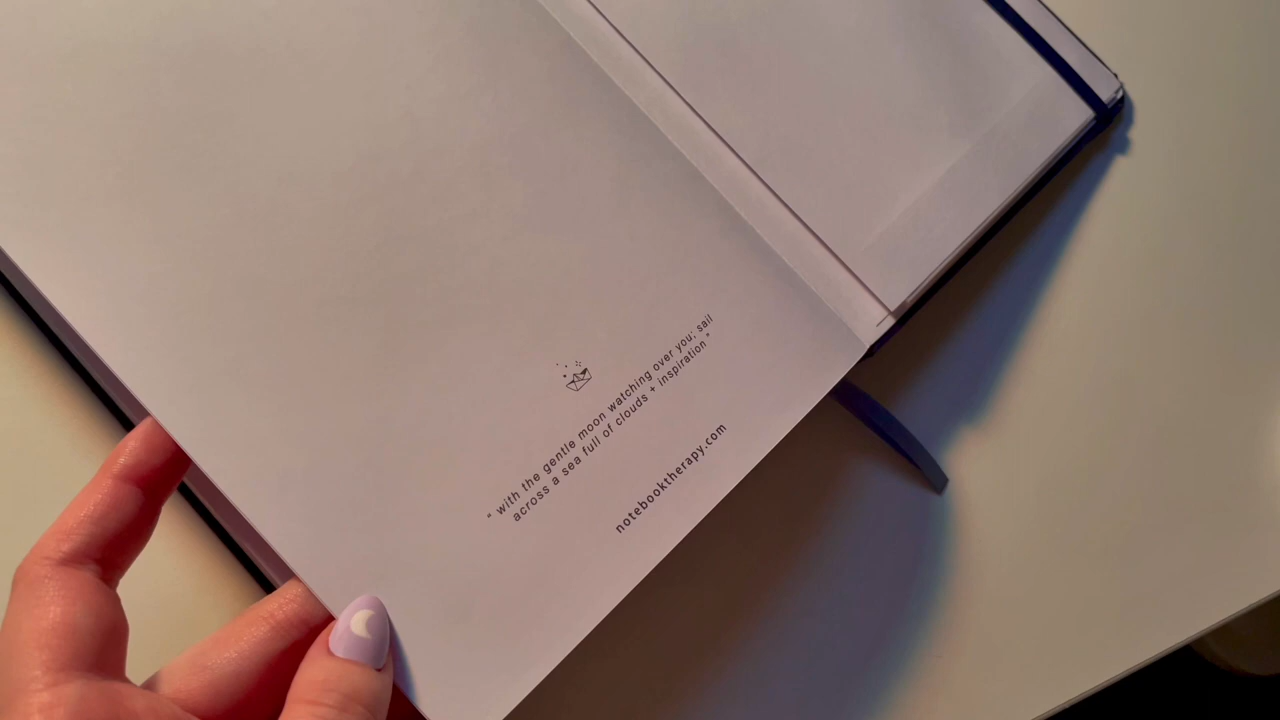 “ with the gentle moon watching over you; sail
across a sea full of clouds + inspiration ”
notebooktherapy.com